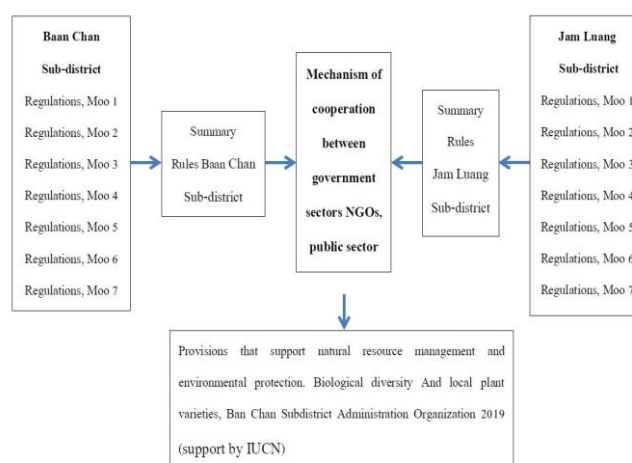 Baan Chan
Sub-district
Regulations, Moo 1
Regulations, Moo 2
Regulations, Moo 3
Regulations, Moo 4
Regulations, Moo 5
Regulations, Moo 6
Regulations, Moo 7
Summary
Rules Baan Chan
Sub-district
Mechanism of
cooperation
between
government
sectors NGOs,
public sector
Summary
Rules
Jam Luang
Sub-district
Jam Luang
Sub-district
Regulations, Moo 1
Regulations, Moo 2
Regulations, Moo 3
Regulations, Moo 4
Regulations, Moo 5
Regulations, Moo 6
Regulations, Moo 7
Provisions that support natural resource management and
environmental protection. Biological diversity And local plant
varieties, Ban Chan Subdistrict Administration Organization 2019
(support by IUCN)